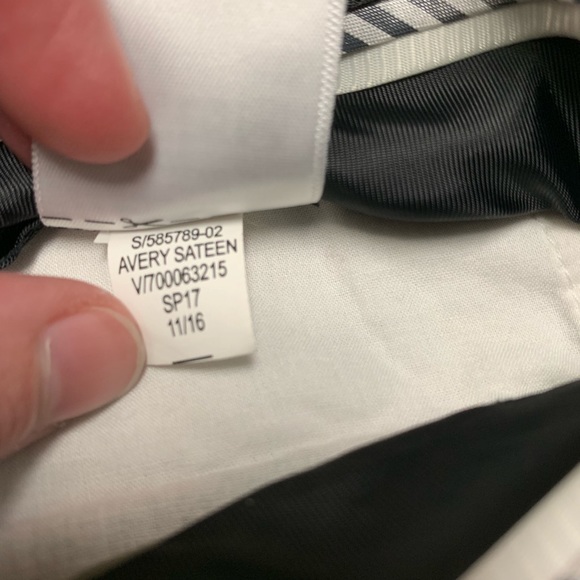 S/585789-02
AVERY SATEEN
V/700063215
SP17
11/16